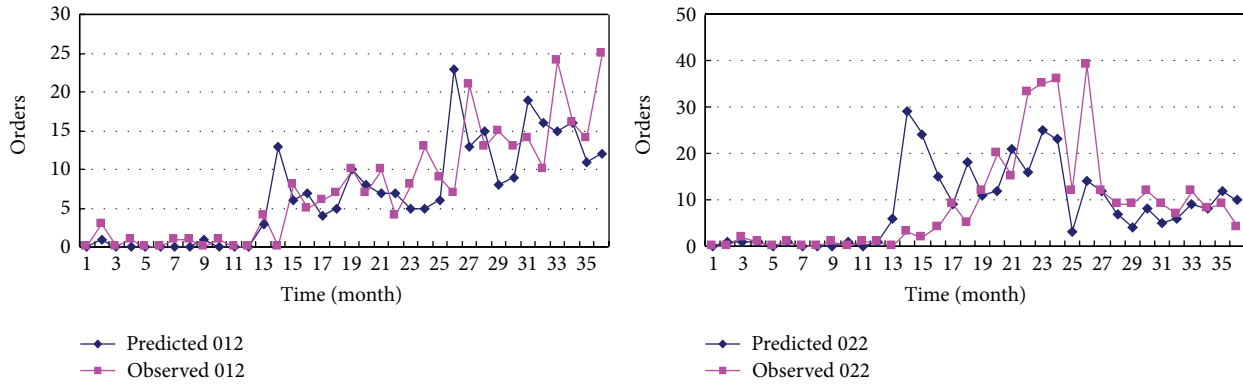 30
25
20
15
10
5
0
Orders
1 3 5 7 9 11 13 15 17 19 21 23 25 27 29 31 33 35
Time (month)
Predicted 012
Observed 012
50
40
30
20
10
0
Orders
1 3 5 7 9 11 13 15 17 19 21 23 25 27 29 31 33 35
Time (month)
Predicted 022
Observed 022